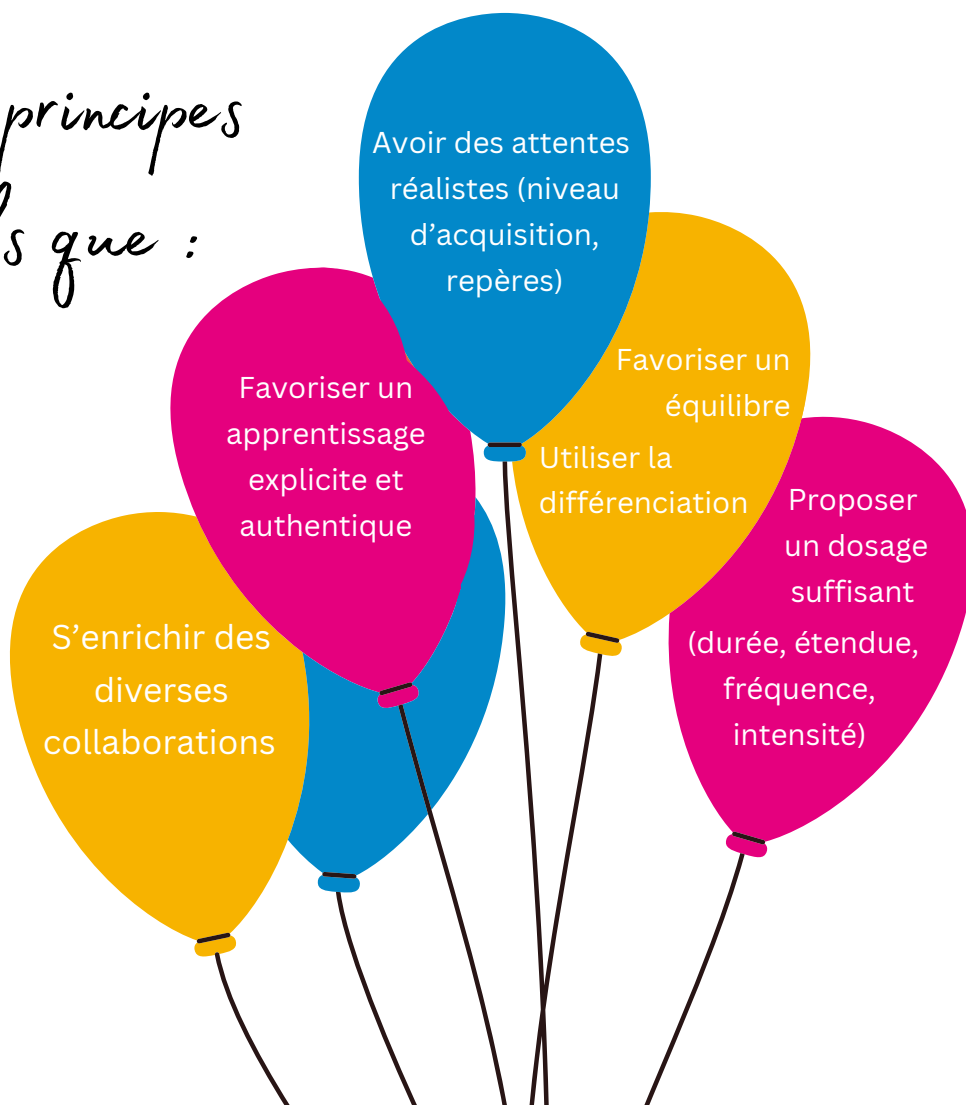 principes
que :
Avoir des attentes
réalistes (niveau
d’acquisition,
repères)
Favoriser un
équilibre
Utiliser la
différenciation
Favoriser un
apprentissage
explicite et
authentique
Proposer
un dosage
suffisant
(durée, étendue,
fréquence,
intensité)
S’enrichir des
diverses
collaborations